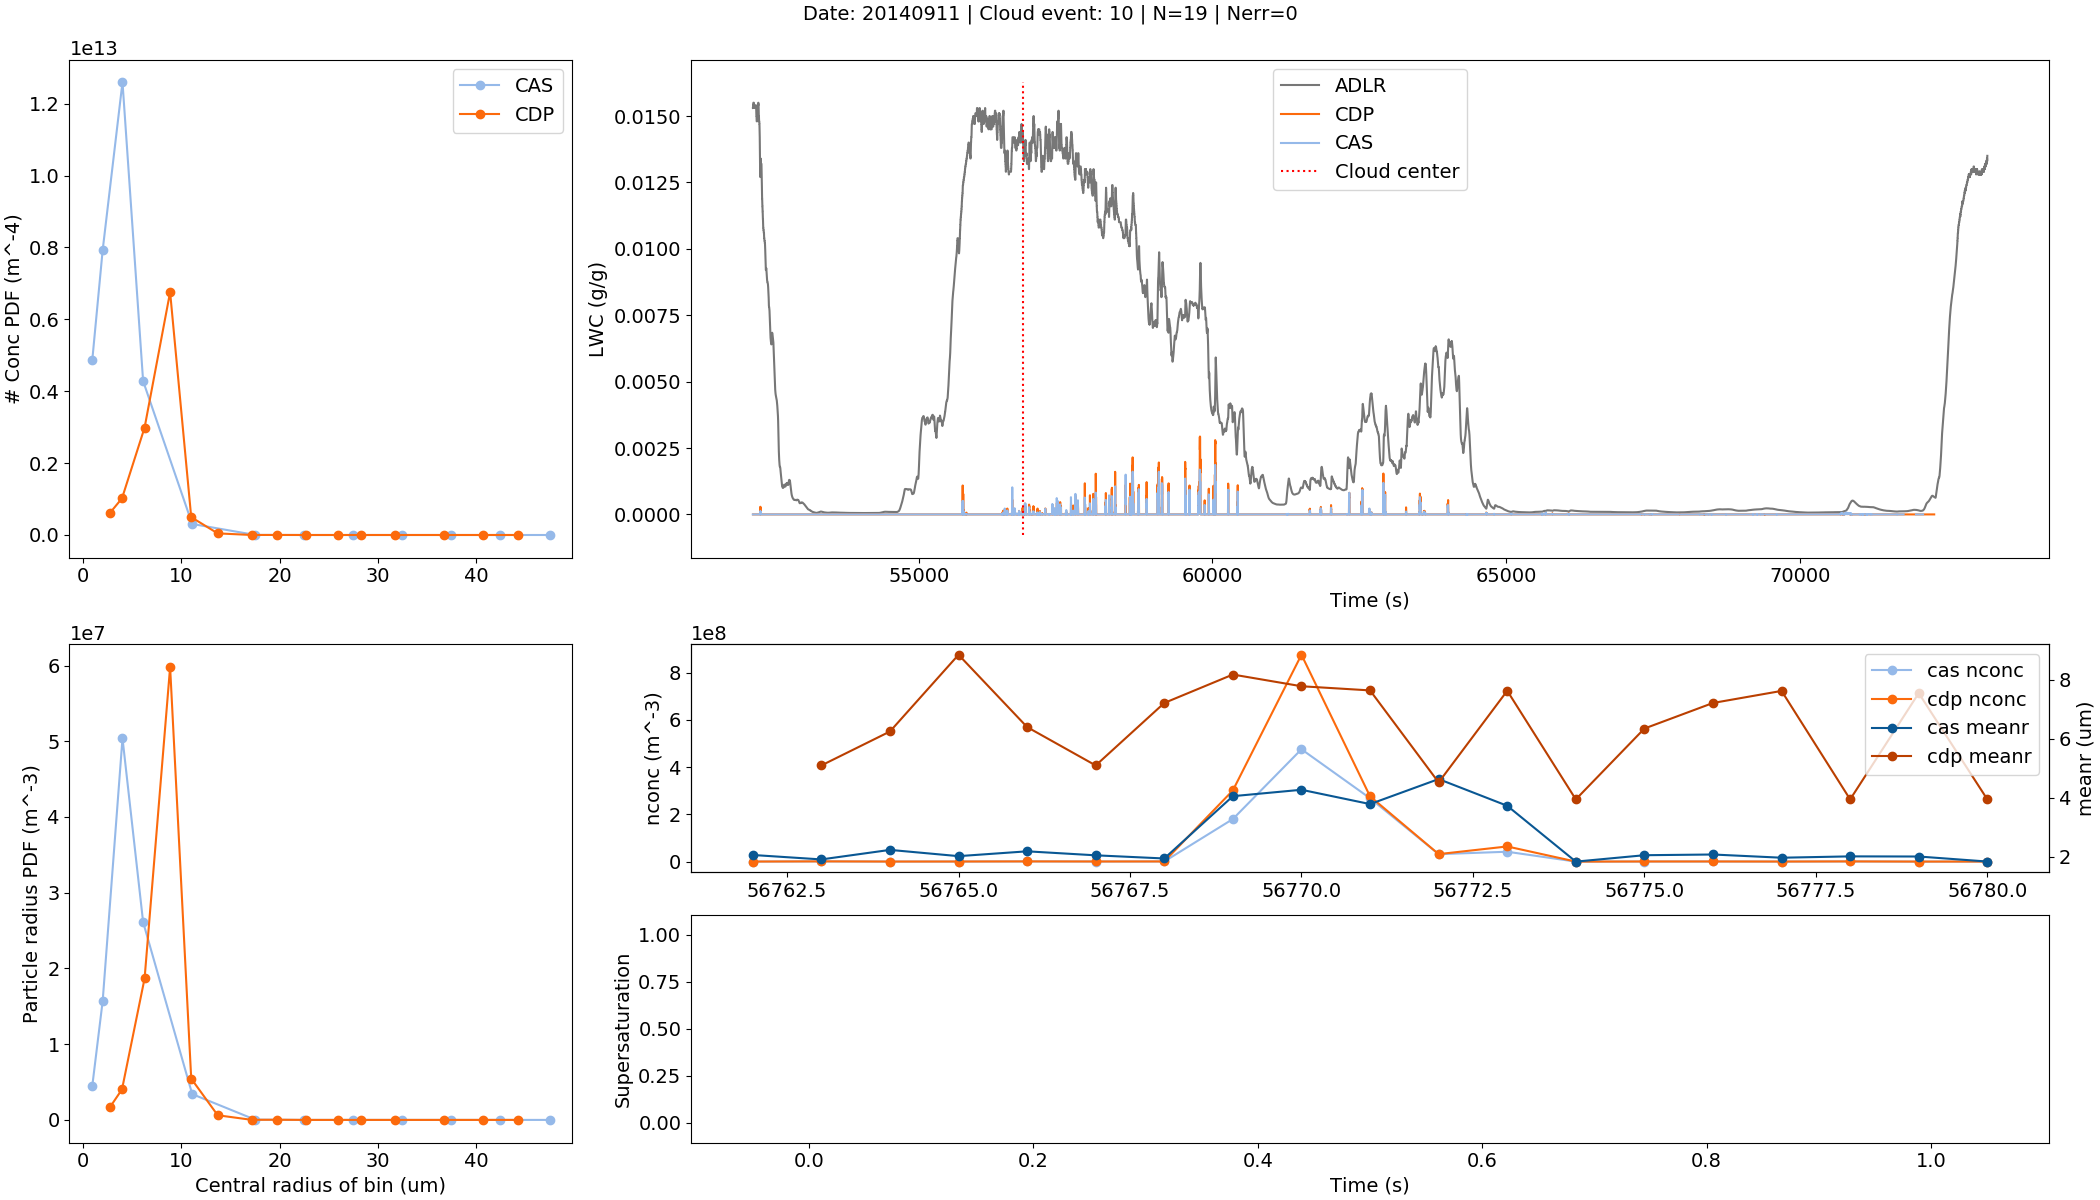 Date: 20140911 | Cloud event: 10 | N=19 | Nerr=0
1e13
# Conc PDF (m^-4)
1.2
1.0
0.8
0.6
0.4
0.2
0.0
0 10 20 30 40
CAS
CDP
LWC (g/g)
0.0150
0.0125
0.0100
0.0075
0.0050
0.0025
0.0000
55000 60000 65000 70000
Time (s)
ADLR
CDP
CAS
Cloud center
1e7
Particle radius PDF (m^-3)
6
5
4
3
2
1
0
0 10 20 30 40
Central radius of bin (um)
1e8
nconc (m^-3)
8
6
4
2
0
56762.5 56765.0 56767.5 56770.0 56772.5 56775.0 56777.5 56780.0
cas nconc
cdp nconc
cas meanr
cdp meanr
8
6
4
2
meanr (um)
Supersaturation
1.00
0.75
0.50
0.25
0.00
0.0 0.2 0.4 0.6 0.8 1.0
Time (s)